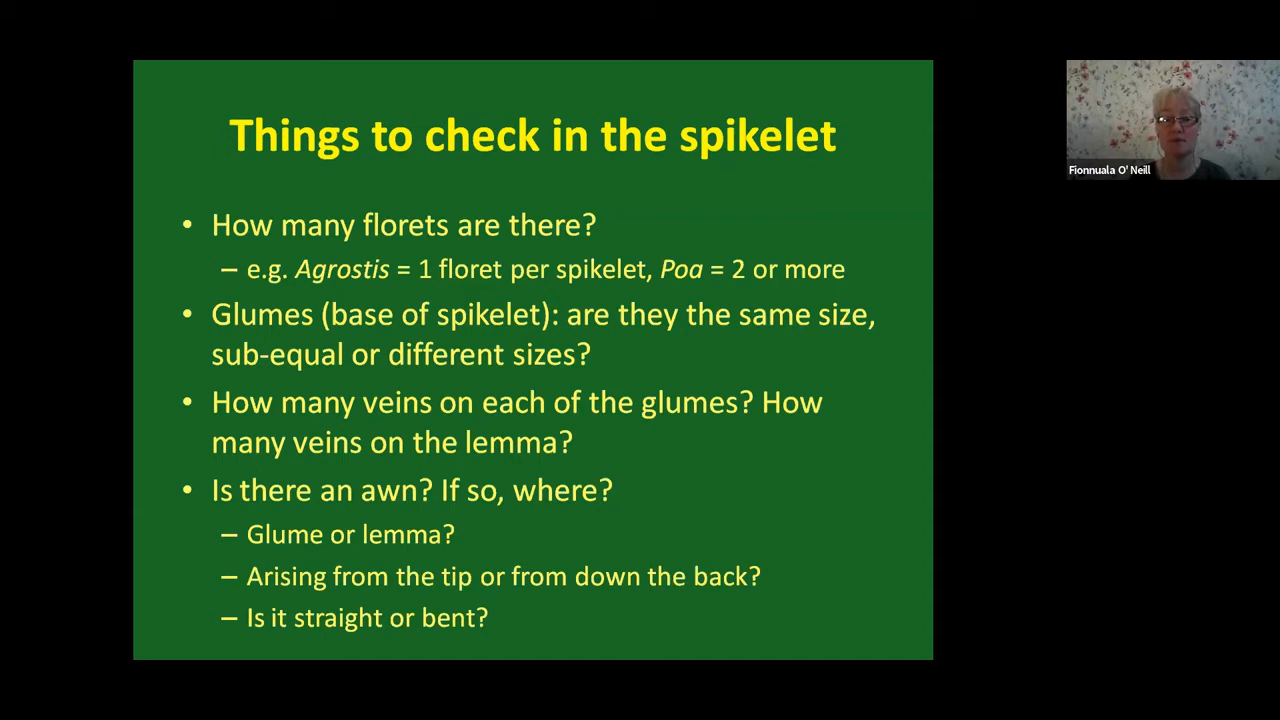 Things to check in the spikelet
• How many florets are there?
– e.g. Agrostis = 1 floret per spikelet, Poa = 2 or more
• Glumes (base of spikelet): are they the same size,
sub-equal or different sizes?
• How many veins on each of the glumes? How
many veins on the lemma?
• Is there an awn? If so, where?
– Glume or lemma?
– Arising from the tip or from down the back?
– Is it straight or bent?
Fionnuala O' Neill